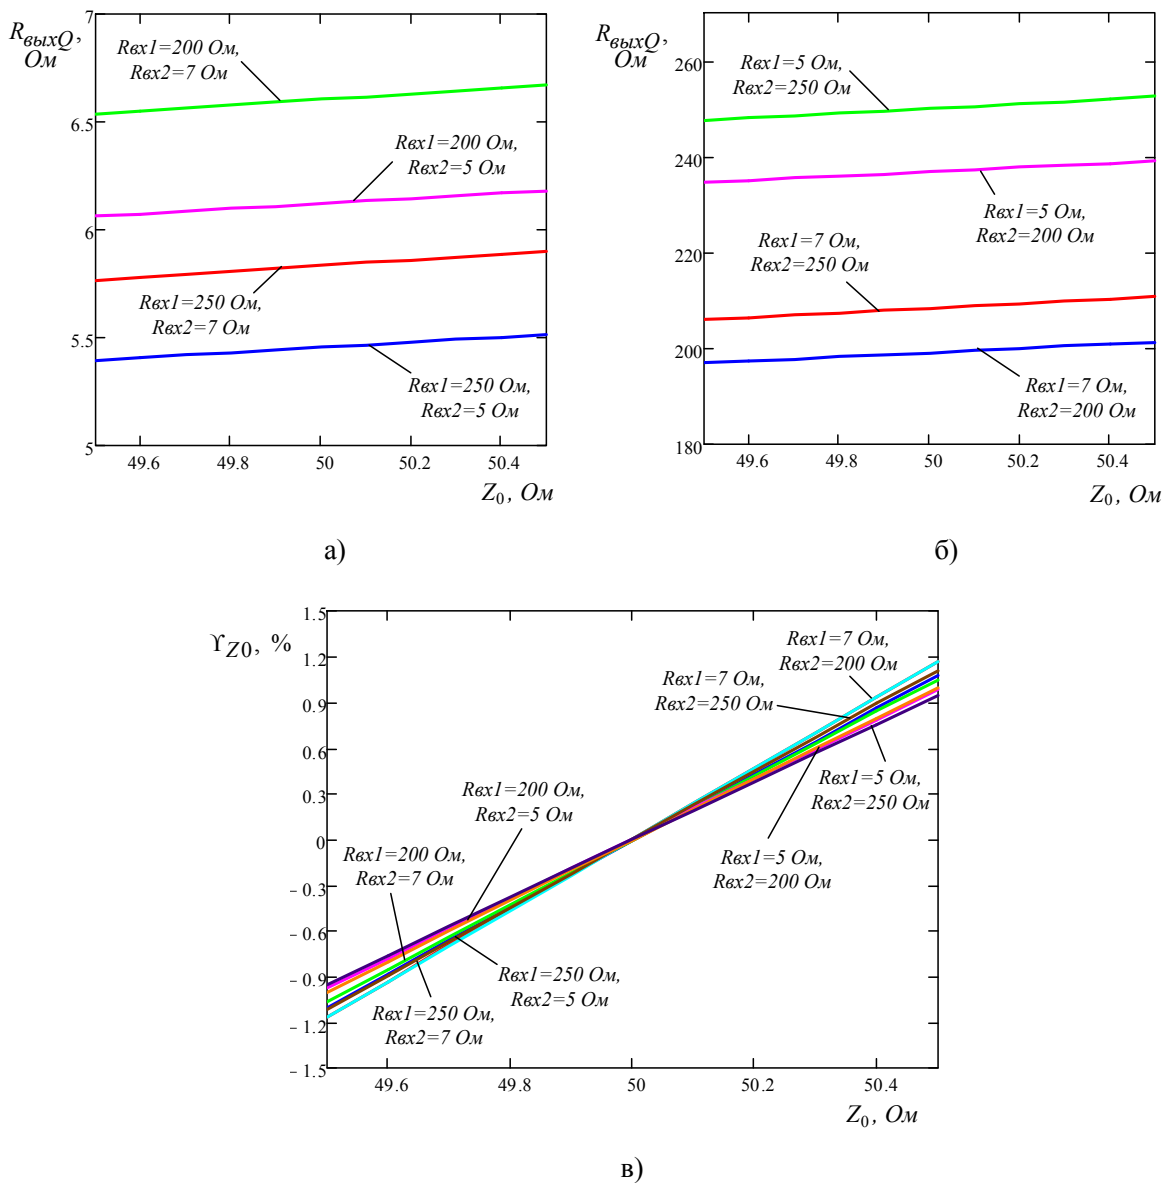 R_выхQ,
Ом
7
6.5
6
5.5
5
Rвх1=200 Ом,
Rвх2=7 Ом
Rвх1=200 Ом,
Rвх2=5 Ом
Rвх1=250 Ом,
Rвх2=7 Ом
Rвх1=250 Ом,
Rвх2=5 Ом
49.6 49.8 50 50.2 50.4
Z0, Ом
а)
R_выхQ,
Ом
260
240
220
200
180
Rвх1=5 Ом,
Rвх2=250 Ом
Rвх1=5 Ом,
Rвх2=200 Ом
Rвх1=7 Ом,
Rвх2=250 Ом
Rвх1=7 Ом,
Rвх2=200 Ом
49.6 49.8 50 50.2 50.4
Z0, Ом
б)
ϒZ0, %
1.5
1.2
0.9
0.6
0.3
0
− 0.3
− 0.6
− 0.9
− 1.2
− 1.5
Rвх1=7 Ом,
Rвх2=200 Ом
Rвх1=7 Ом,
Rвх2=250 Ом
Rвх1=5 Ом,
Rвх2=250 Ом
Rвх1=5 Ом,
Rвх2=200 Ом
Rвх1=200 Ом,
Rвх2=5 Ом
Rвх1=200 Ом,
Rвх2=7 Ом
Rвх1=250 Ом,
Rвх2=5 Ом
Rвх1=250 Ом,
Rвх2=7 Ом
49.6 49.8 50 50.2 50.4
Z0, Ом
в)